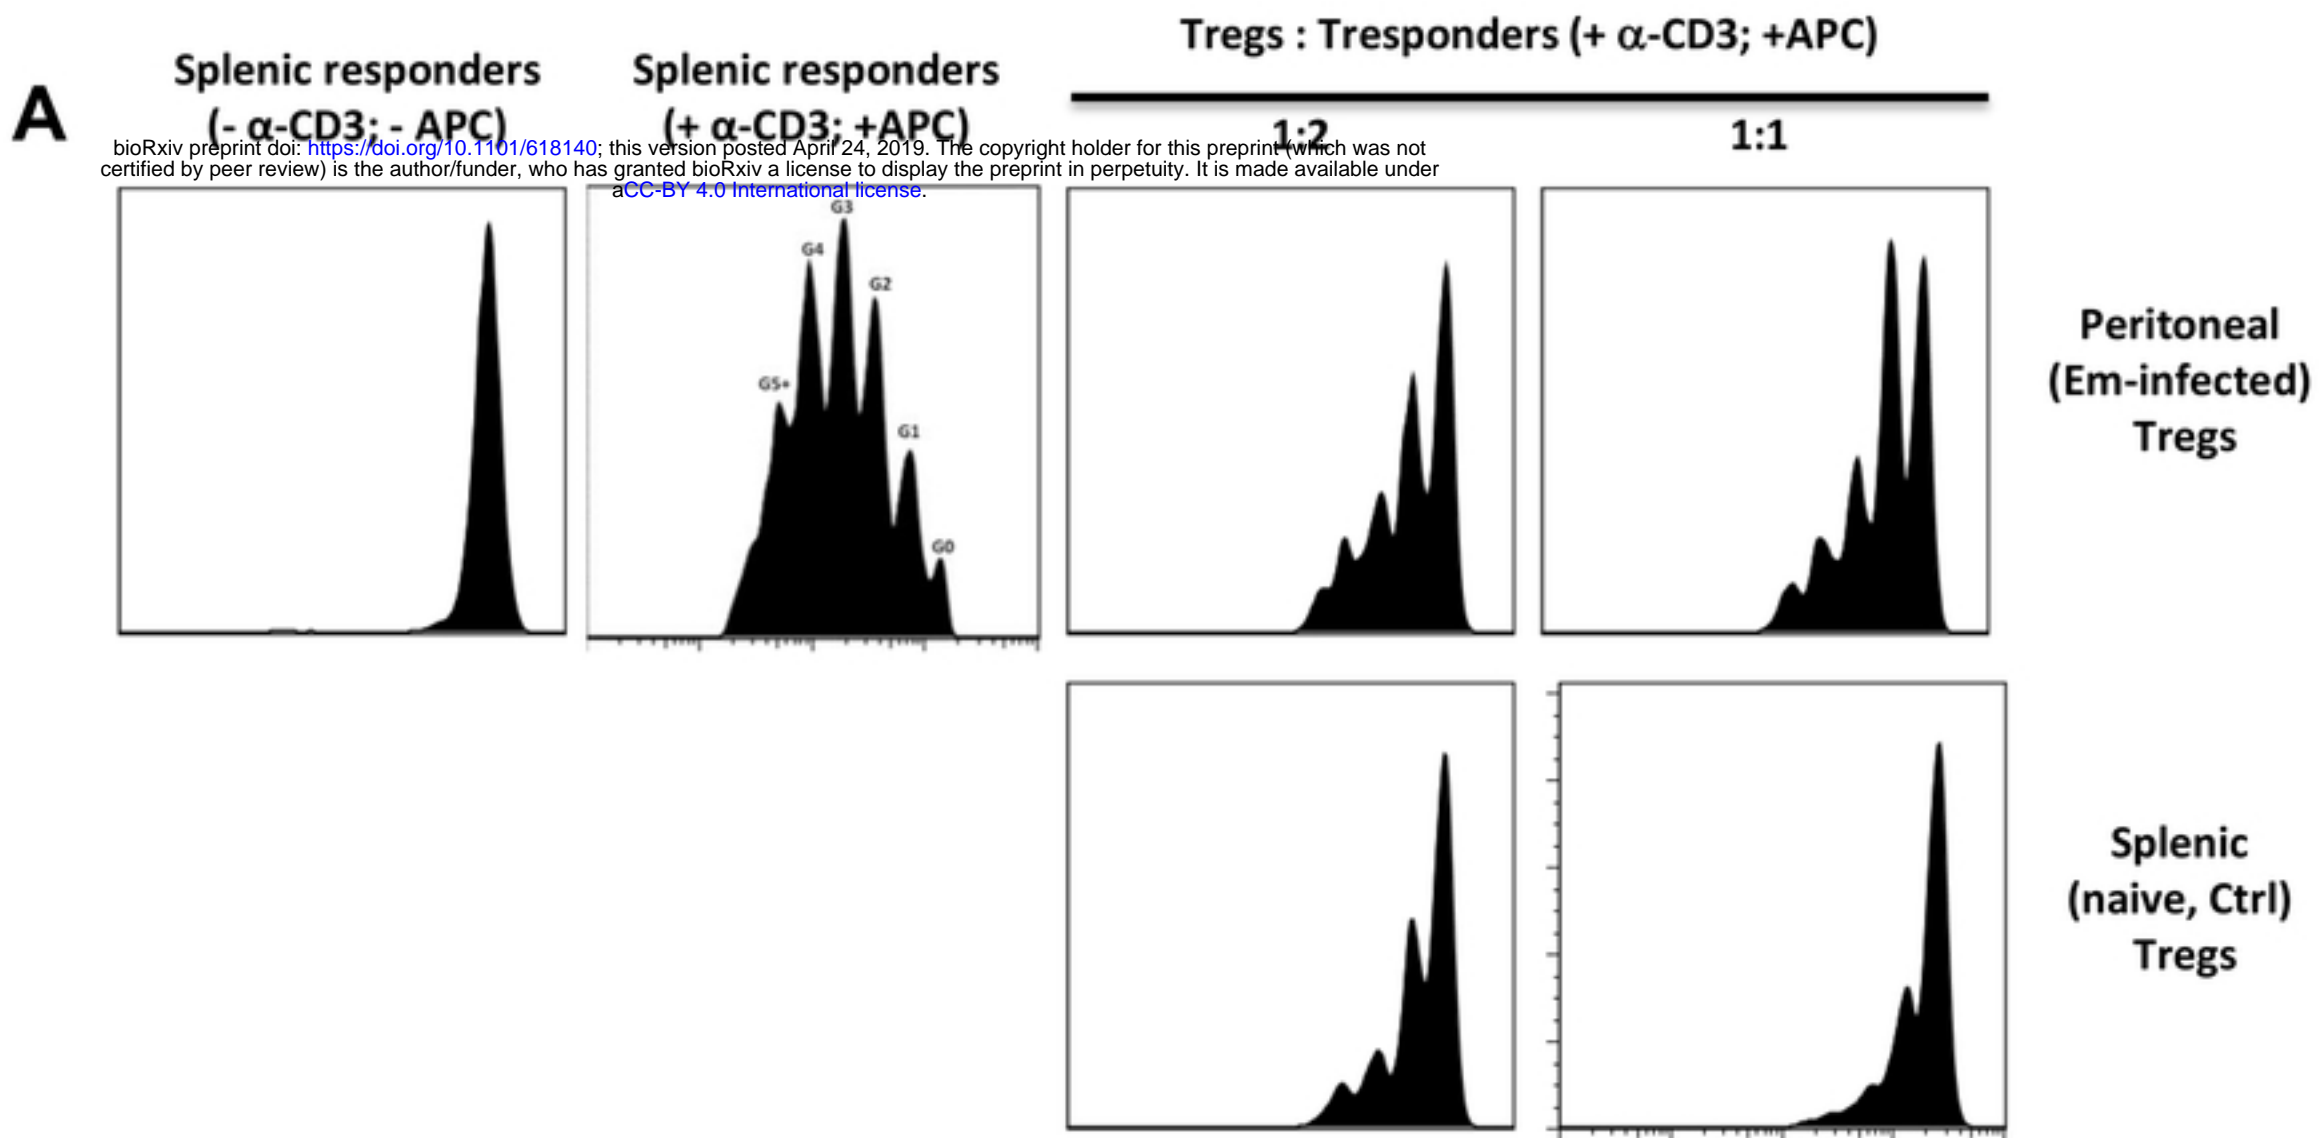 A
Splenic responders
(- α-CD3; - APC)
Splenic responders
(+ α-CD3; +APC)
Tregs : Tresponders (+ α-CD3; +APC)
1:2
1:1
bioRxiv preprint doi: https://doi.org/10.1101/618140; this version posted April 24, 2019. The copyright holder for this preprint (which was not
certified by peer review) is the author/funder, who has granted bioRxiv a license to display the preprint in perpetuity. It is made available under
aCC-BY 4.0 International license.
G5+
G4
G3
G2
G1
G0
Peritoneal
(Em-infected)
Tregs
Splenic
(naive, Ctrl)
Tregs